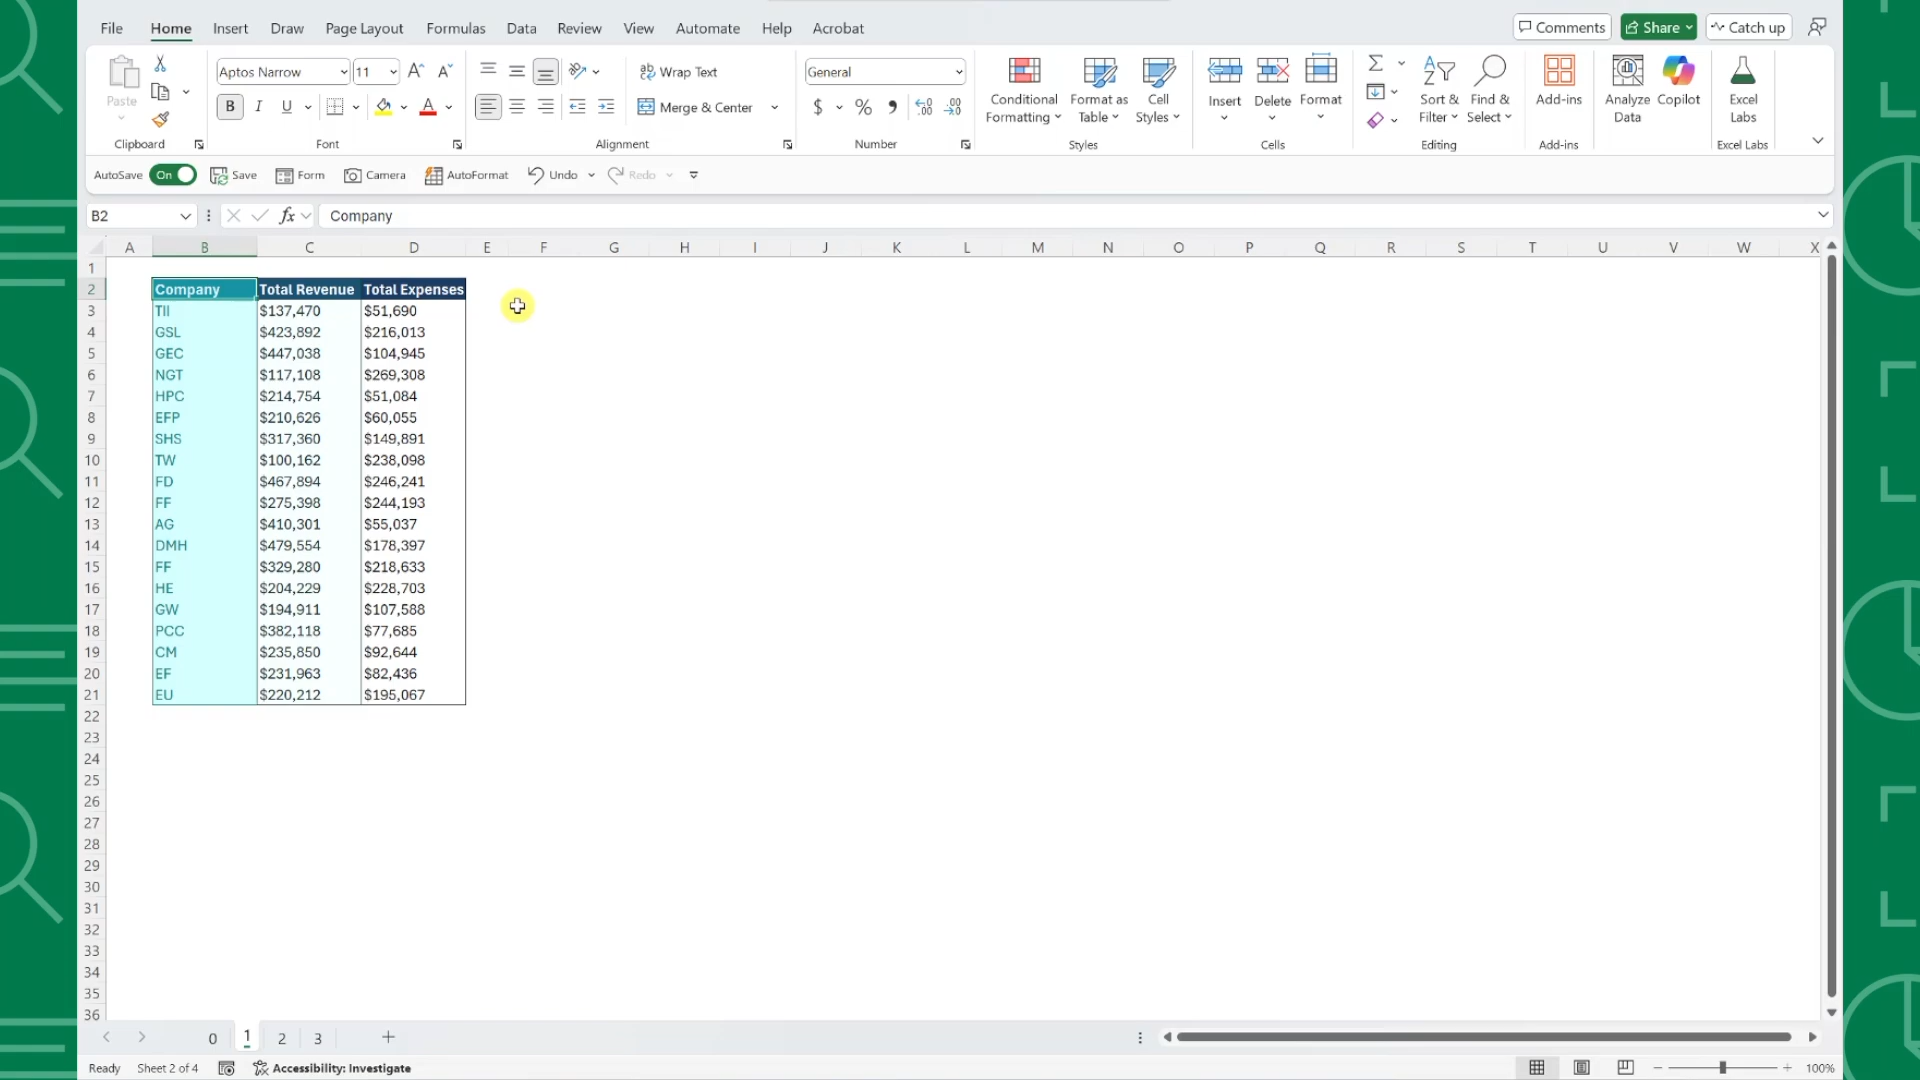 File Home Insert Draw Page Layout Formulas Data Review View Automate Help Acrobat Comments Share Catch up
Paste
Clipboard
Aptos Narrow 11 A A
B I U A
Font
Wrap Text
Merge & Center
Alignment
General
$ % 9
Number
Conditional Formatting
Format as Table
Cell Styles
Styles
Insert Delete Format
Cells
Sort & Filter
Find & Select
Editing
Add-ins
Add-ins
Analyze Data
Copilot
Excel Labs
Excel Labs
AutoSave On Save Form Camera AutoFormat Undo Redo
B2 fx Company
A B C D E F G H I J K L M N O P Q R S T U V W X
1
2 Company Total Revenue Total Expenses
3 TII $137,470 $51,690
4 GSL $423,892 $216,013
5 GEC $447,038 $104,945
6 NGT $117,108 $269,308
7 HPC $214,754 $51,084
8 EFP $210,626 $60,055
9 SHS $317,360 $149,891
10 TW $100,162 $238,098
11 FD $467,894 $246,241
12 FF $275,398 $244,193
13 AG $410,301 $55,037
14 DMH $479,554 $178,397
15 FF $329,280 $218,633
16 HE $204,229 $228,703
17 GW $194,911 $107,588
18 PCC $382,118 $77,685
19 CM $235,850 $92,644
20 EF $231,963 $82,436
21 EU $220,212 $195,067
22
23
24
25
26
27
28
29
30
31
32
33
34
35
36
0 1 2 3
Ready Sheet 2 of 4 Accessibility: Investigate 100%